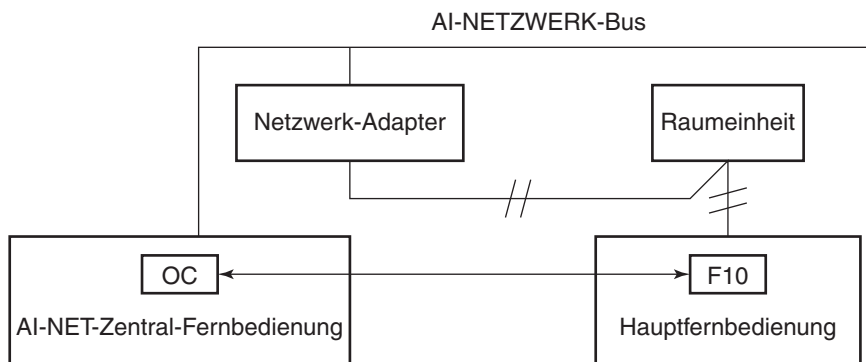 AI-NETZWERK-Bus
Netzwerk-Adapter
Raumeinheit
OC
F10
AI-NET-Zentral-Fernbedienung
Hauptfernbedienung